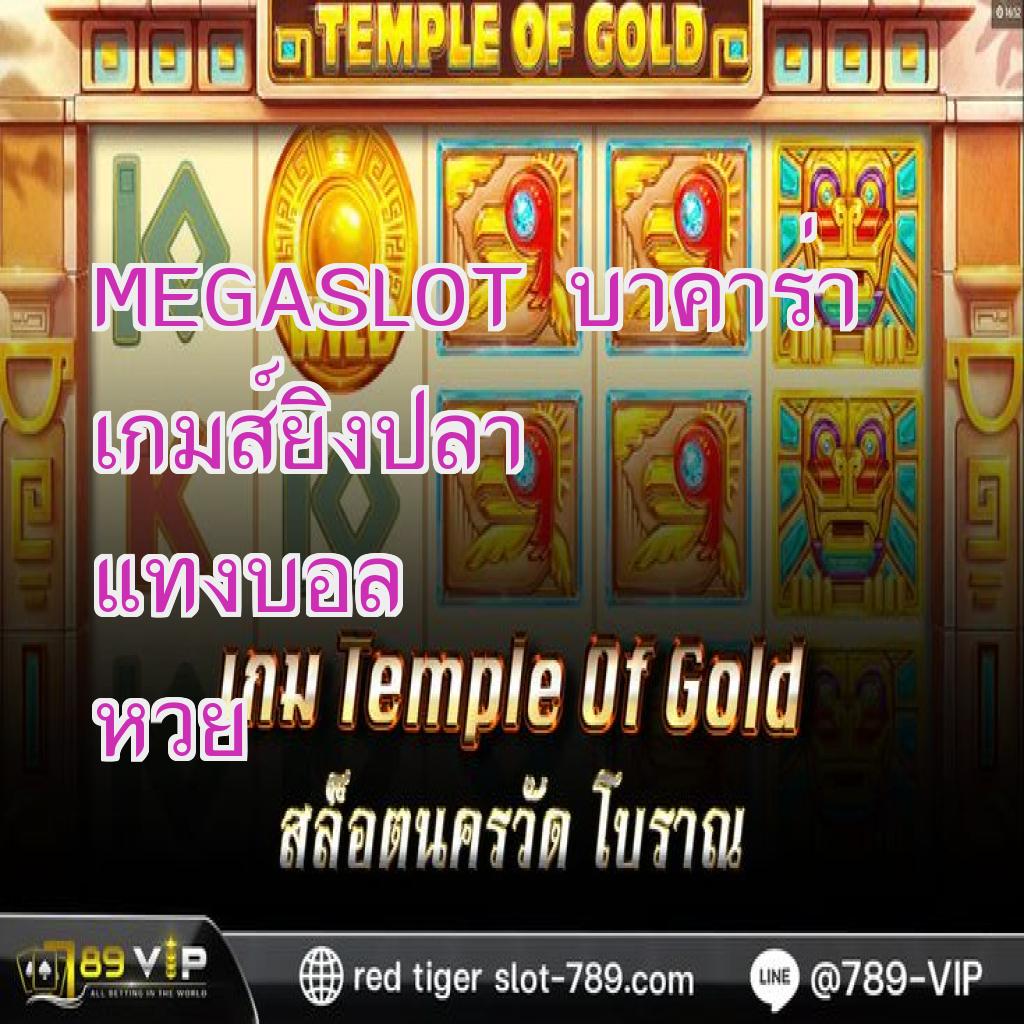 TEMPLE OF GOLD
WILD
MEGASLOT บาคาร่า
เกมส์ยิงปลา
แทงบอล
หวย
เกม Temple Of Gold
สล็อตนครวัด โบราณ
789 VIP
ALL BETTING IN THE WORLD
red tiger slot-789.com
LINE @789-VIP